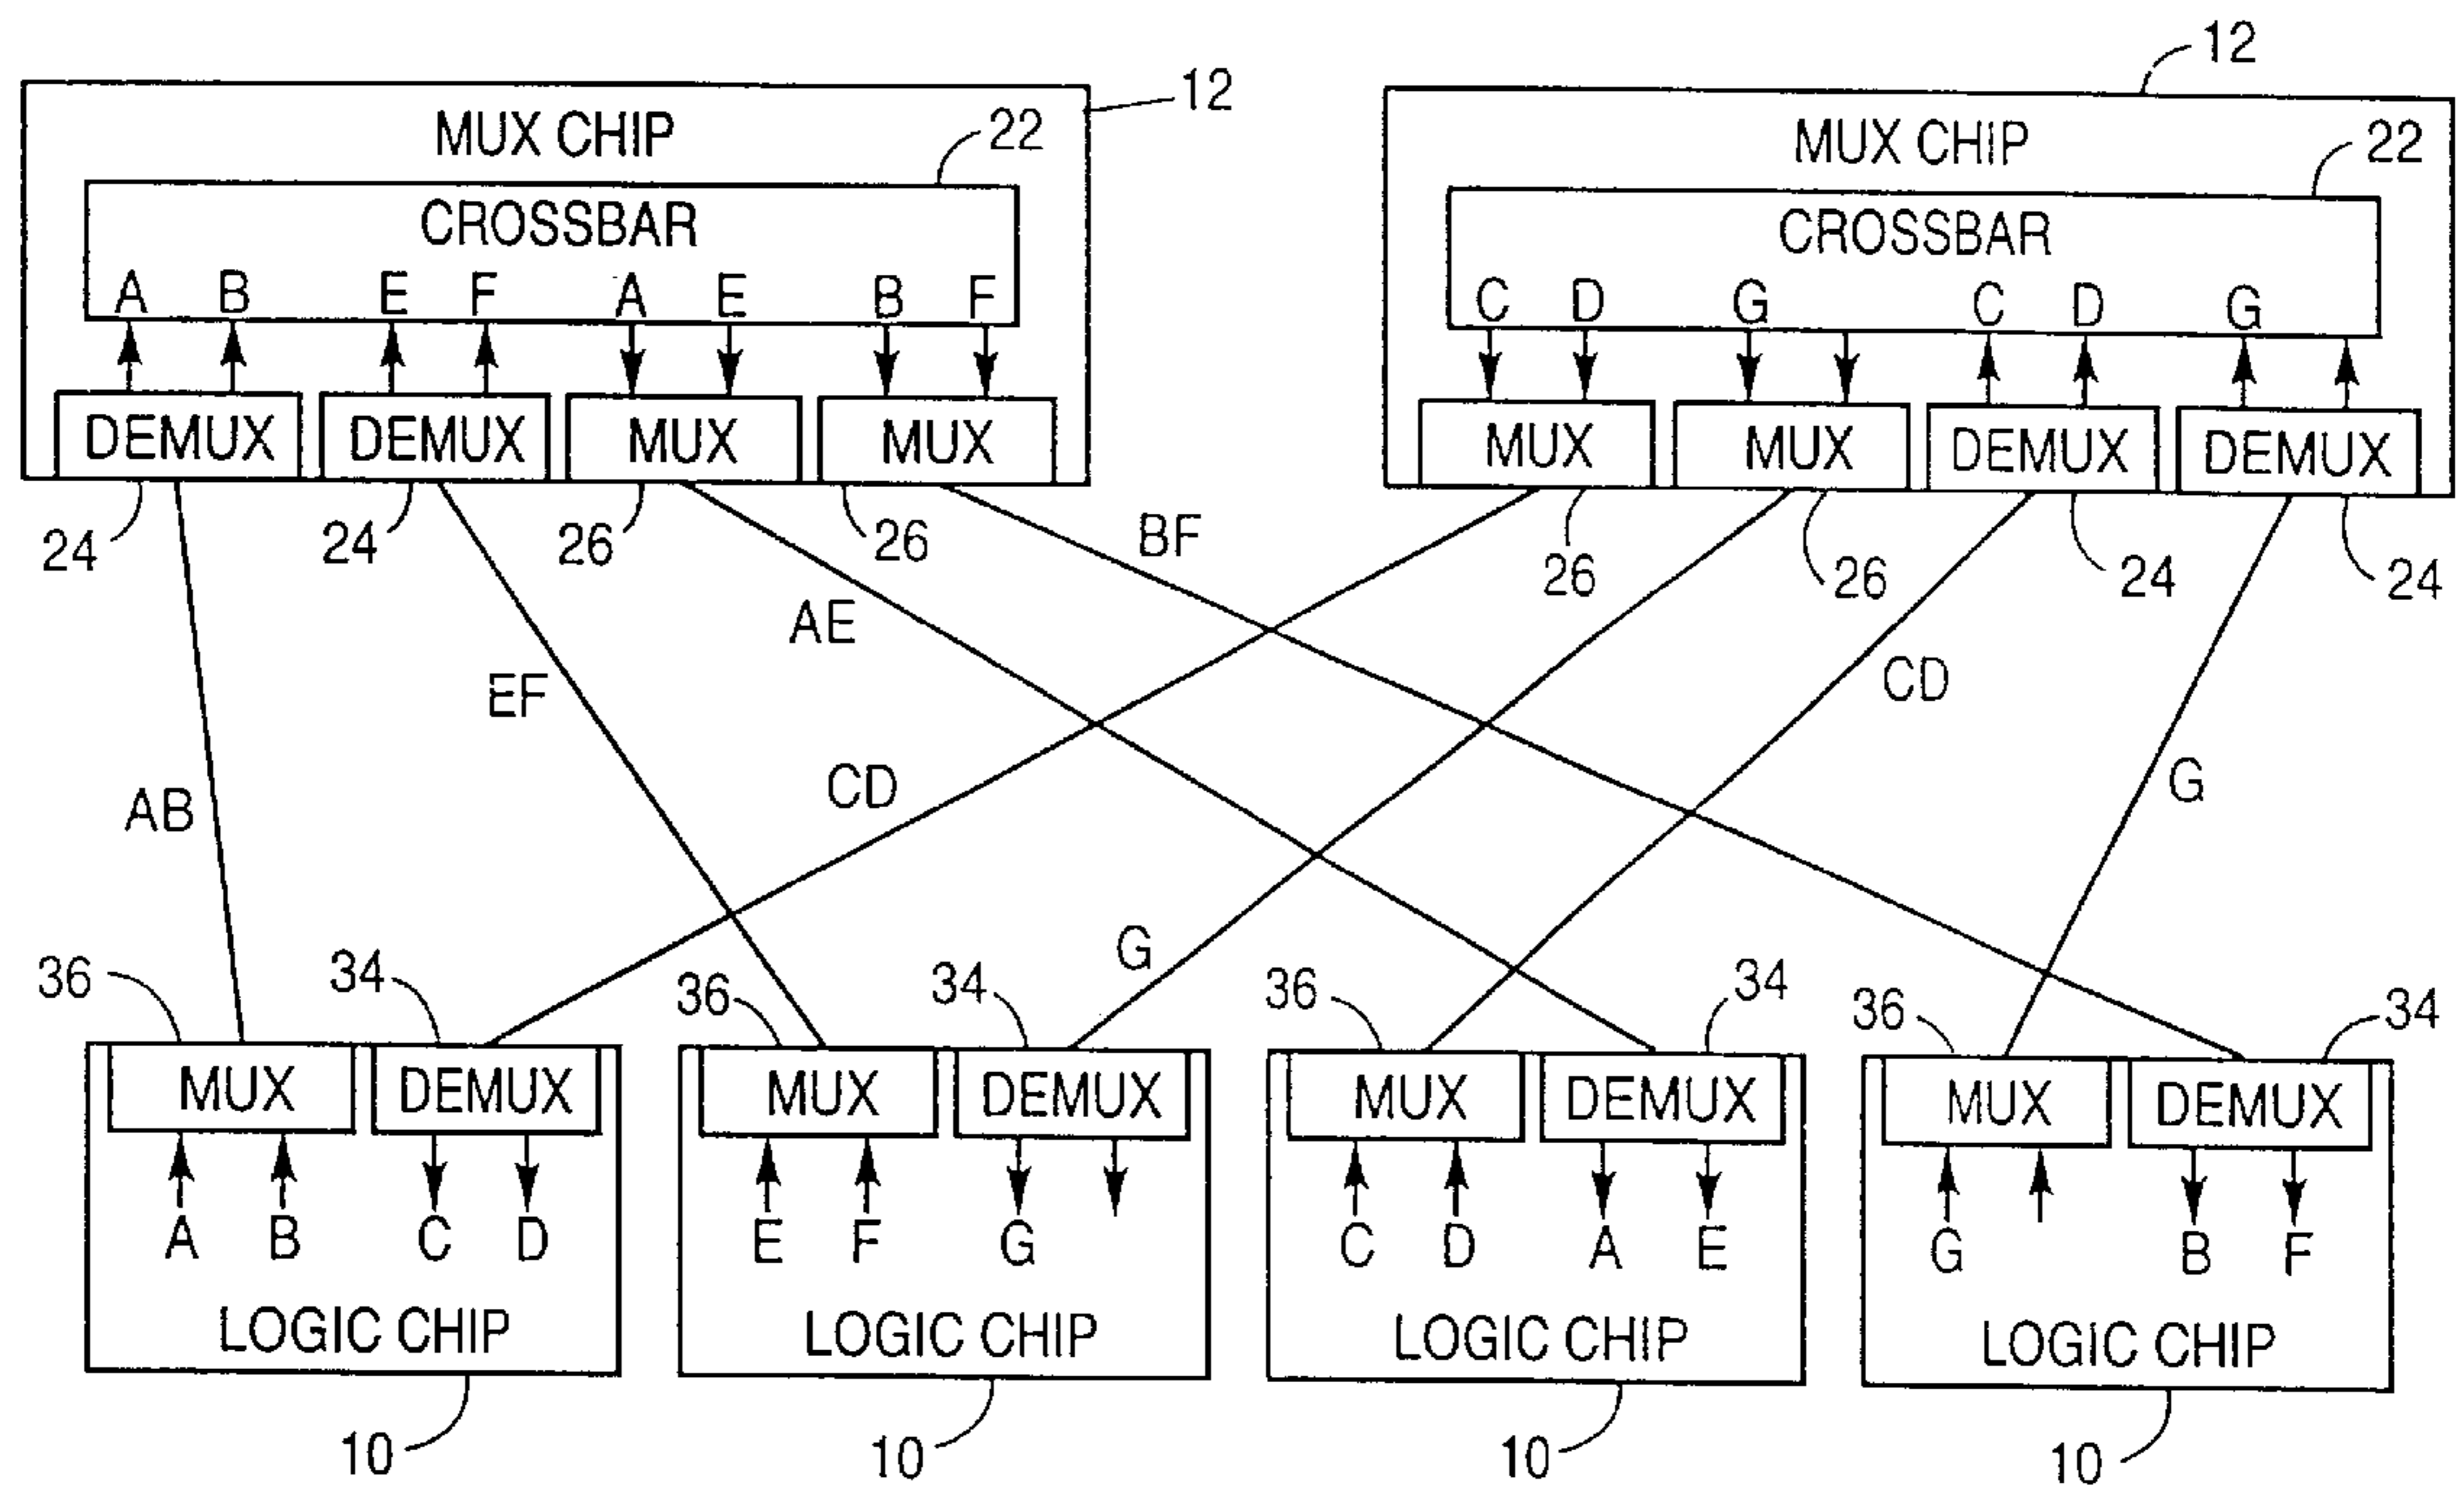 12
12
MUX CHIP
22
MUX CHIP
22
CROSSBAR
CROSSBAR
A B E F A E B F
C D G C D G
DEMUX DEMUX MUX MUX
MUX MUX DEMUX DEMUX
24 24 26 26
BF
26 26 24 24
AE
EF
CD
CD
G
AB
G
36 34 36 34 36 34 36 34
MUX DEMUX
MUX DEMUX
MUX DEMUX
MUX DEMUX
A B C D
E F G
C D A E
G B F
LOGIC CHIP
LOGIC CHIP
LOGIC CHIP
LOGIC CHIP
10 10 10 10